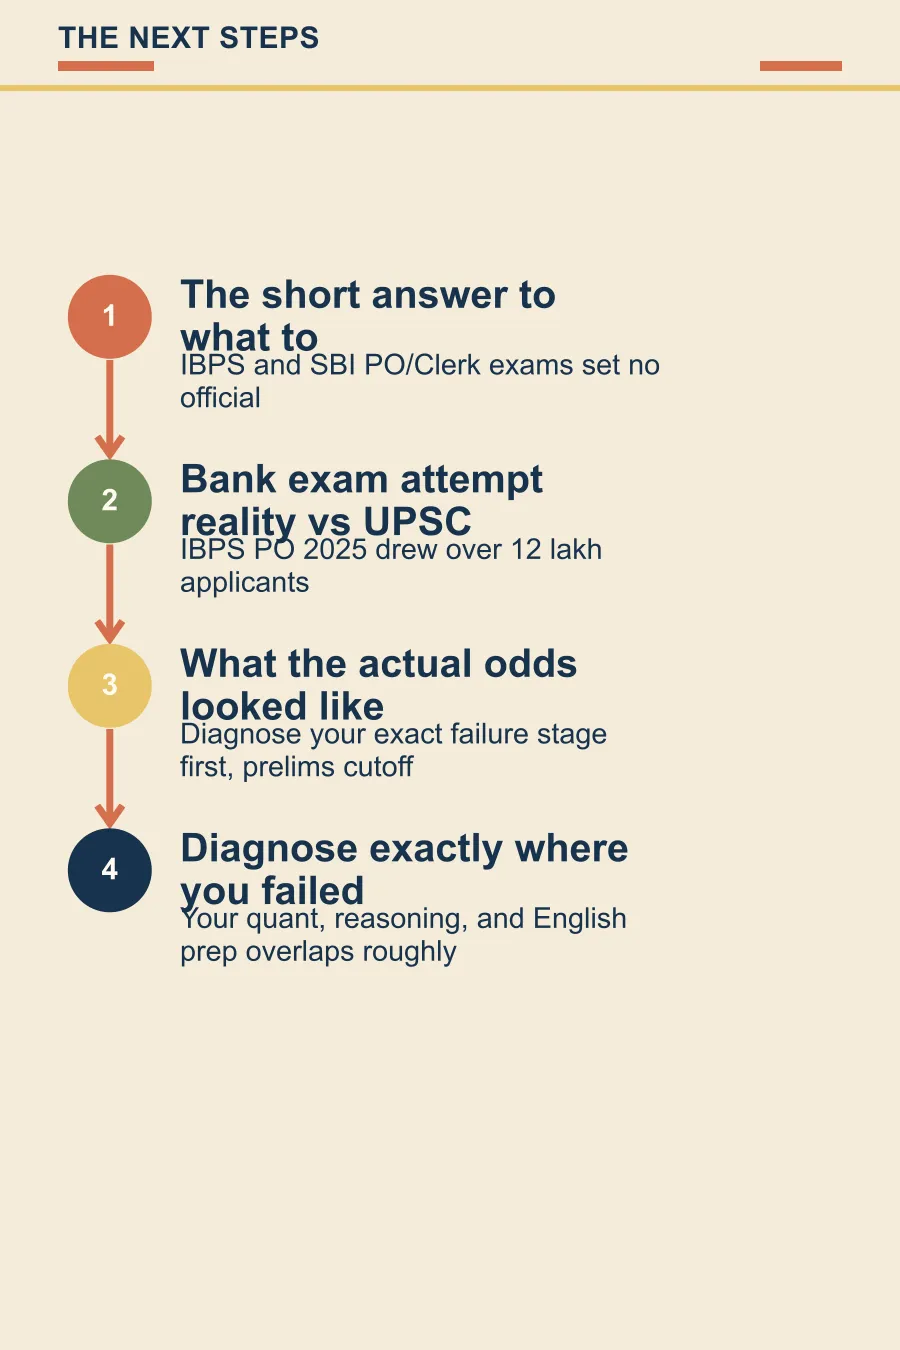 THE NEXT STEPS
1
The short answer to
what to
IBPS and SBI PO/Clerk exams set no
official
2
Bank exam attempt
reality vs UPSC
IBPS PO 2025 drew over 12 lakh
applicants
3
What the actual odds
looked like
Diagnose your exact failure stage
first, prelims cutoff
4
Diagnose exactly where
you failed
Your quant, reasoning, and English
prep overlaps roughly